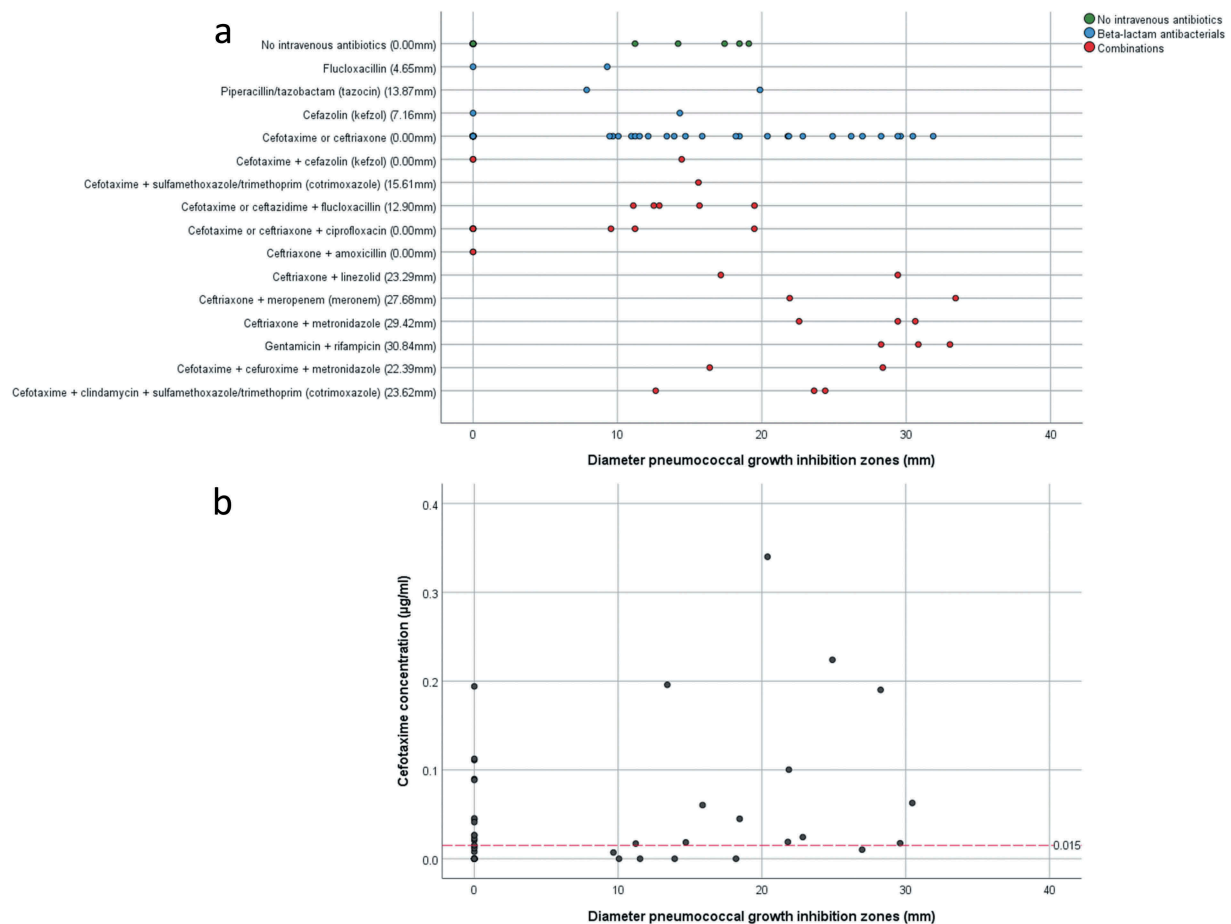 a
No intravenous antibiotics
Beta-lactam antibacterials
Combinations
No intravenous antibiotics (0.00mm)
Flucloxacillin (4.65mm)
Piperacillin/tazobactam (tazocin) (13.87mm)
Cefazolin (kefzol) (7.16mm)
Cefotaxime or ceftriaxone (0.00mm)
Cefotaxime + cefazolin (kefzol) (0.00mm)
Cefotaxime + sulfamethoxazole/trimethoprim (cotrimoxazole) (15.61mm)
Cefotaxime or ceftazidime + flucloxacillin (12.90mm)
Cefotaxime or ceftriaxone + ciprofloxacin (0.00mm)
Ceftriaxone + amoxicillin (0.00mm)
Ceftriaxone + linezolid (23.29mm)
Ceftriaxone + meropenem (meronem) (27.68mm)
Ceftriaxone + metronidazole (29.42mm)
Gentamicin + rifampicin (30.84mm)
Cefotaxime + cefuroxime + metronidazole (22.39mm)
Cefotaxime + clindamycin + sulfamethoxazole/trimethoprim (cotrimoxazole) (23.62mm)
0 10 20 30 40
Diameter pneumococcal growth inhibition zones (mm)
b
Cefotaxime concentration (µg/ml)
0.4
0.3
0.2
0.1
0.0
0.015
0 10 20 30 40
Diameter pneumococcal growth inhibition zones (mm)